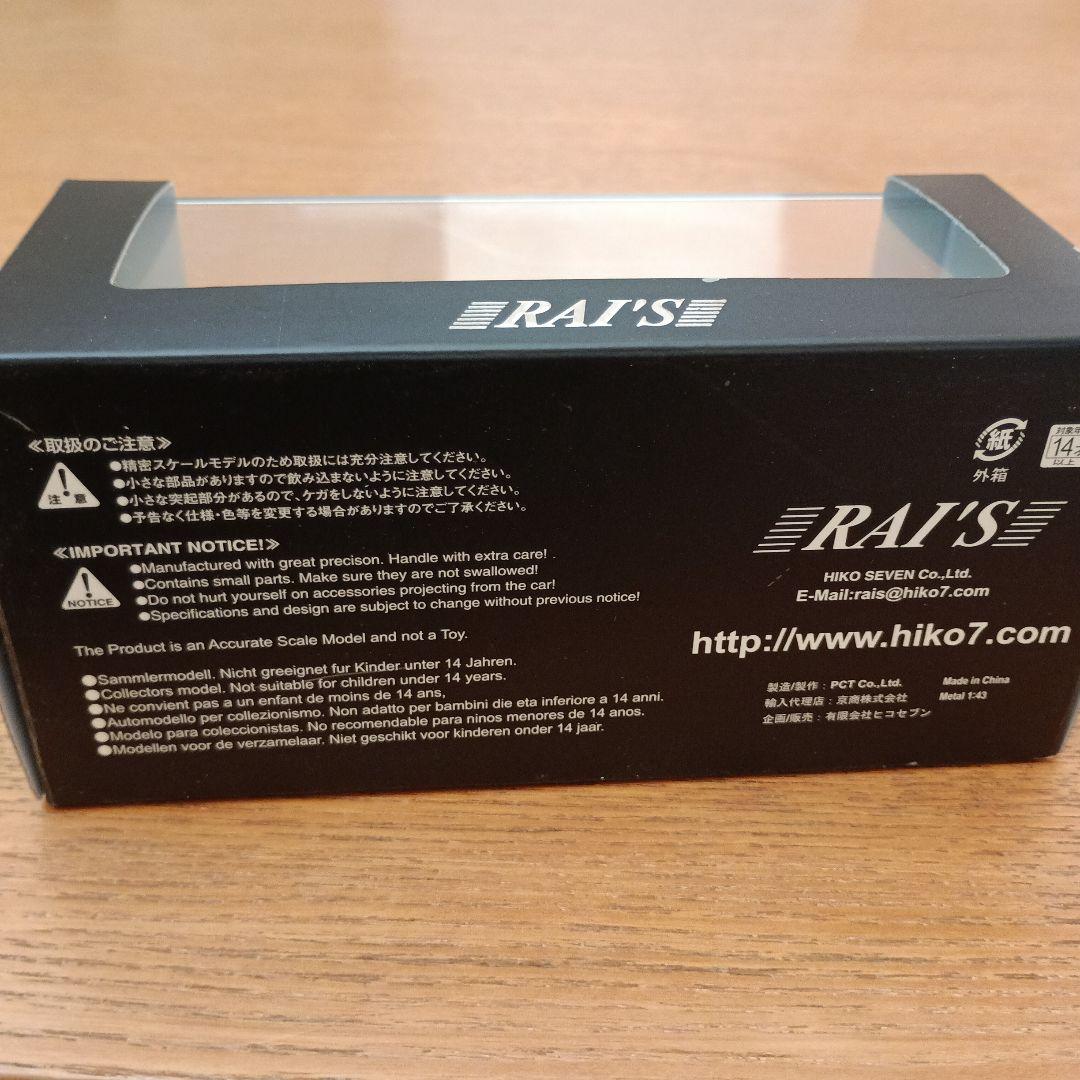 RAI'S
≪取扱のご注意≫
注 意
●精密スケールモデルのため取扱には充分注意してください。
●小さな部品がありますので飲み込まないように注意してください。
●小さな突起部分があるので、ケガをしないように注意してください。
●予告なく仕様・色等を変更する場合がありますのでご了承ください。
≪IMPORTANT NOTICE!≫
NOTICE
●Manufactured with great precison. Handle with extra care! .
●Contains small parts. Make sure they are not swallowed!
●Do not hurt yourself on accessories projecting from the car!
●Specifications and design are subject to change without previous notice!
The Product is an Accurate Scale Model and not a Toy.
●Sammlermodell. Nicht greeignet fur Kinder unter 14 Jahren.
●Collectors model. Not suitable for children under 14 years.
●Ne convient pas a un enfant de moins de 14 ans,
●Automodello per collezionismo. Non adatto per bambini die eta inferiore a 14 anni.
●Modelo para coleccionistas. No recomendable para ninos menores de 14 anos.
●Modellen voor de verzamelaar. Niet geschikt voor kinderen onder 14 jaar.
紙
外箱
対象年
14才
以上
RAI'S
HIKO SEVEN Co.,Ltd.
E-Mail:rais@hiko7.com
http://www.hiko7.com
製造/製作：PCT Co.,Ltd.
輸入代理店：京商株式会社
企画/販売：有限会社ヒコセブン
Made in China
Metal 1:43